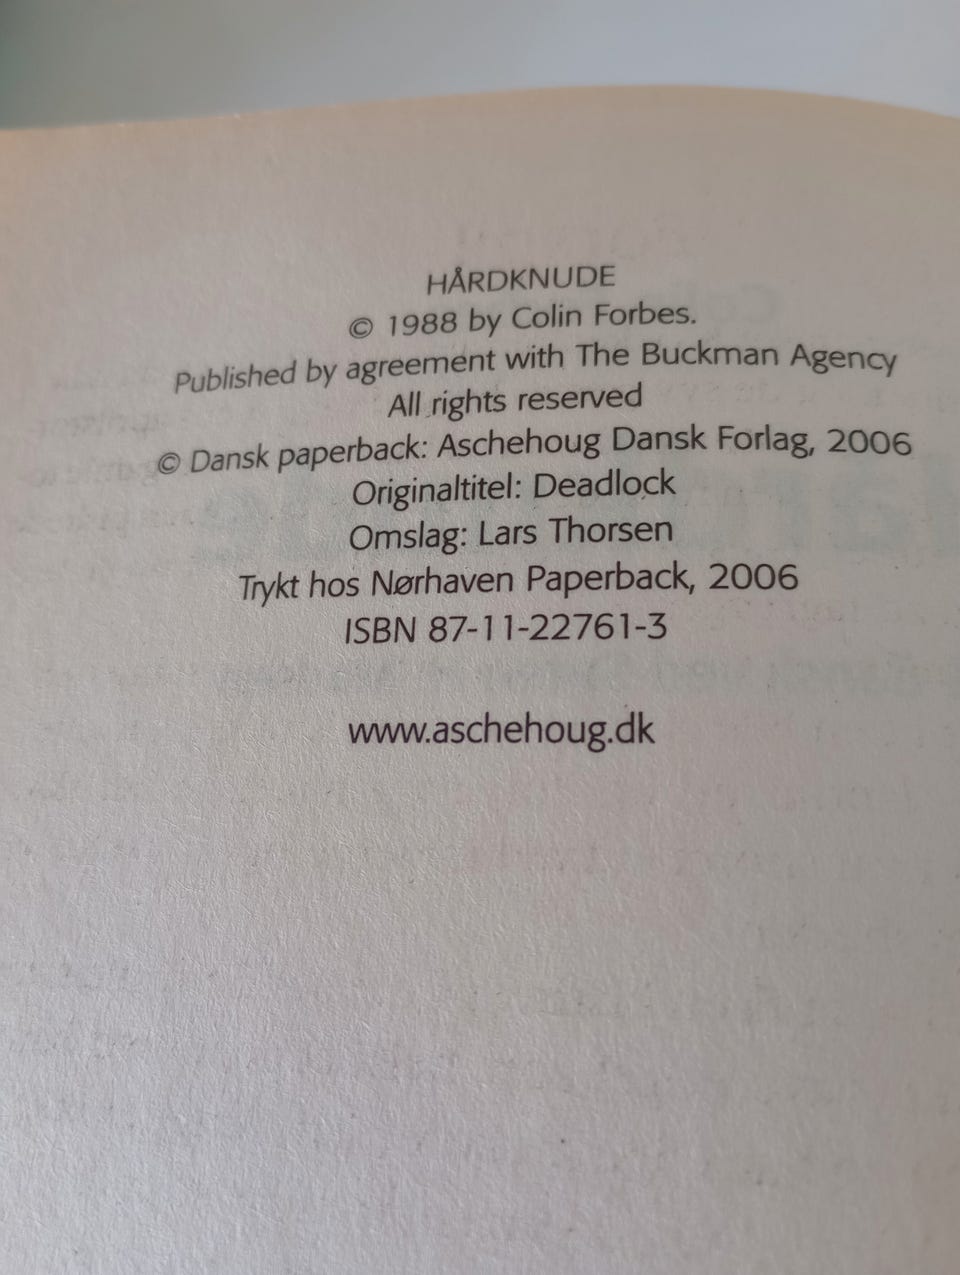 HÅRDKNUDE
© 1988 by Colin Forbes.
Published by agreement with The Buckman Agency
All rights reserved
© Dansk paperback: Aschehoug Dansk Forlag, 2006
Originaltitel: Deadlock
Omslag: Lars Thorsen
Trykt hos Nørhaven Paperback, 2006
ISBN 87-11-22761-3
www.aschehoug.dk